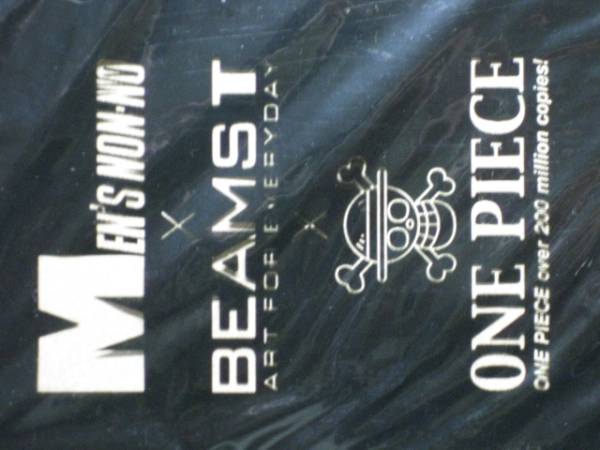 MEN'S NON-NO
×
BEAMS T
ART FOR EVERYDAY
×
ONE PIECE
ONE PIECE over 200 million copies!